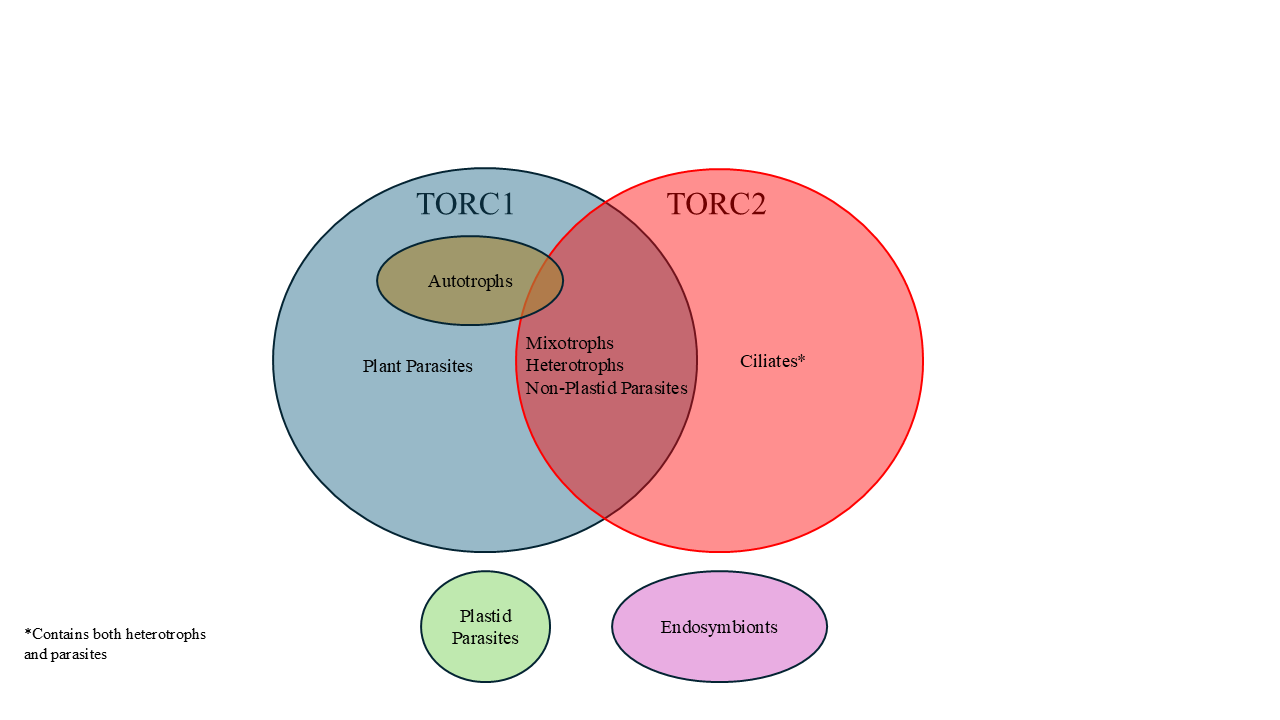 TORC1
TORC2
Autotrophs
Plant Parasites
Mixotrophs
Heterotrophs
Non-Plastid Parasites
Ciliates*
Plastid
Parasites
Endosymbionts
*Contains both heterotrophs
and parasites